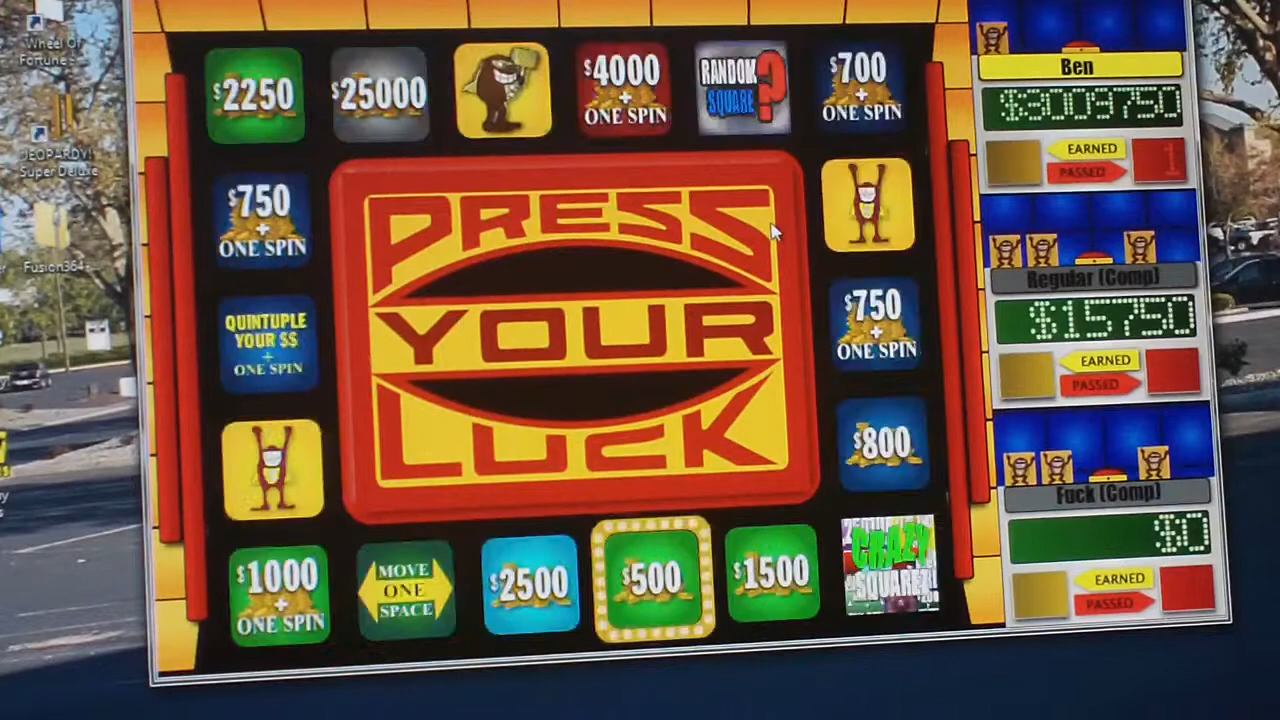 Wheel Of
Fortune
JEOPARDY!
Super Deluxe
Fusion364
$2250
$25000
$4000
+
ONE SPIN
RANDOM
SQUARE ?
$700
+
ONE SPIN
$750
+
ONE SPIN
QUINTUPLE
YOUR $$
+
ONE SPIN
PRESS
YOUR
LUCK
$750
+
ONE SPIN
$800
$1000
+
ONE SPIN
MOVE
ONE
SPACE
$2500
$500
$1500
CRAZY
SQUARE!
Ben
$3009750
EARNED
PASSED
1
Regular (Comp)
$15750
EARNED
PASSED
Fuck (Comp)
$0
EARNED
PASSED